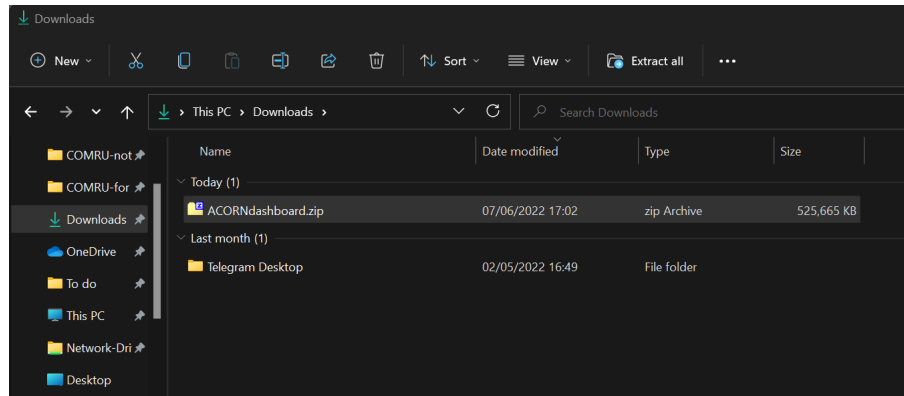 Downloads
New
Sort
View
Extract all
This PC > Downloads >
Search Downloads
COMRU-not
COMRU-for
Downloads
OneDrive
To do
This PC
Network-Dri
Desktop
Name Date modified Type Size
Today (1)
ACORNdashboard.zip 07/06/2022 17:02 zip Archive 525,665 KB
Last month (1)
Telegram Desktop 02/05/2022 16:49 File folder